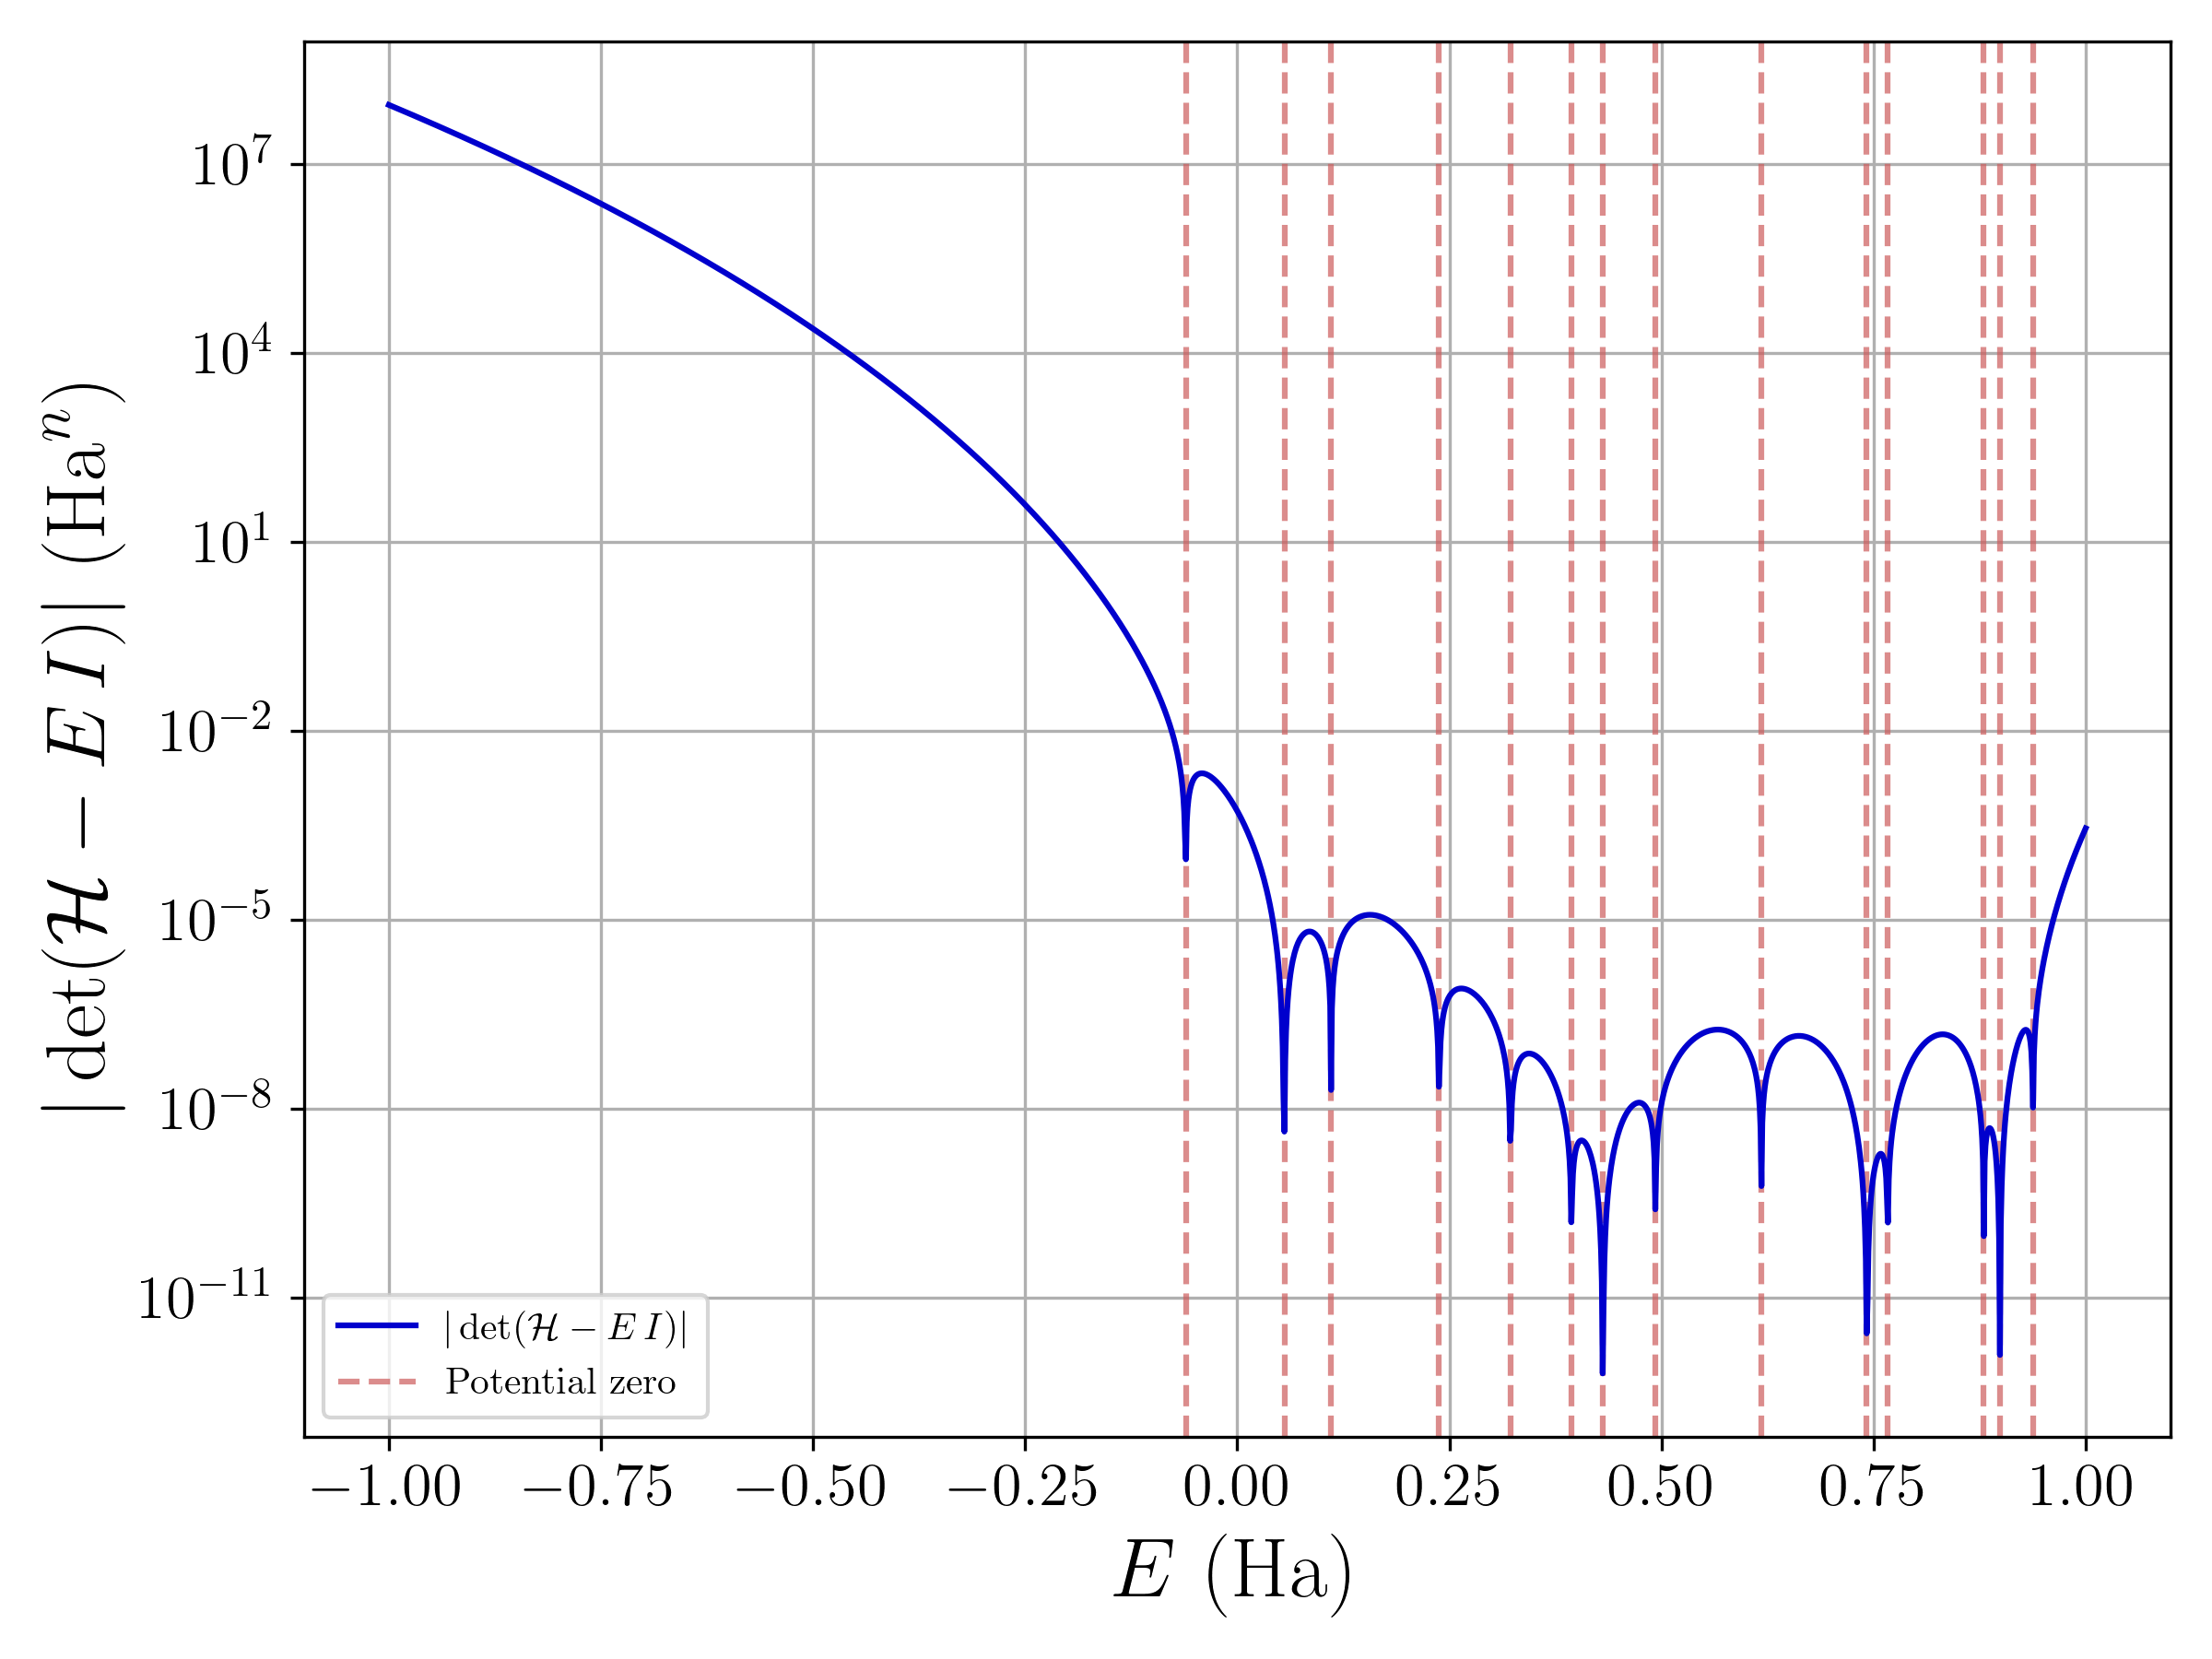 10⁷
10⁴
10¹
10⁻²
10⁻⁵
10⁻⁸
10⁻¹¹
|det(𝓗 − E I)| (Haⁿ)
|det(𝓗 − E I)|
Potential zero
−1.00 −0.75 −0.50 −0.25 0.00 0.25 0.50 0.75 1.00
E (Ha)